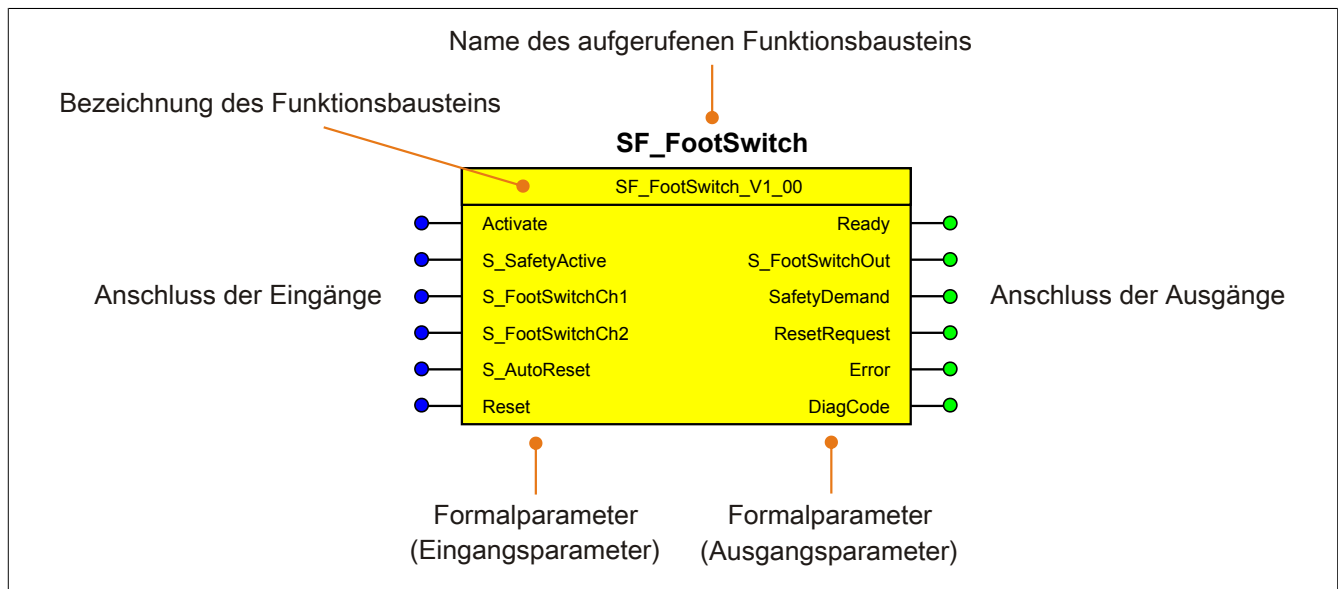 Name des aufgerufenen Funktionsbausteins
Bezeichnung des Funktionsbausteins
SF_FootSwitch
SF_FootSwitch_V1_00
Activate
Ready
S_SafetyActive
S_FootSwitchOut
Anschluss der Eingänge
S_FootSwitchCh1
SafetyDemand
Anschluss der Ausgänge
S_FootSwitchCh2
ResetRequest
S_AutoReset
Error
Reset
DiagCode
Formalparameter
(Eingangsparameter)
Formalparameter
(Ausgangsparameter)